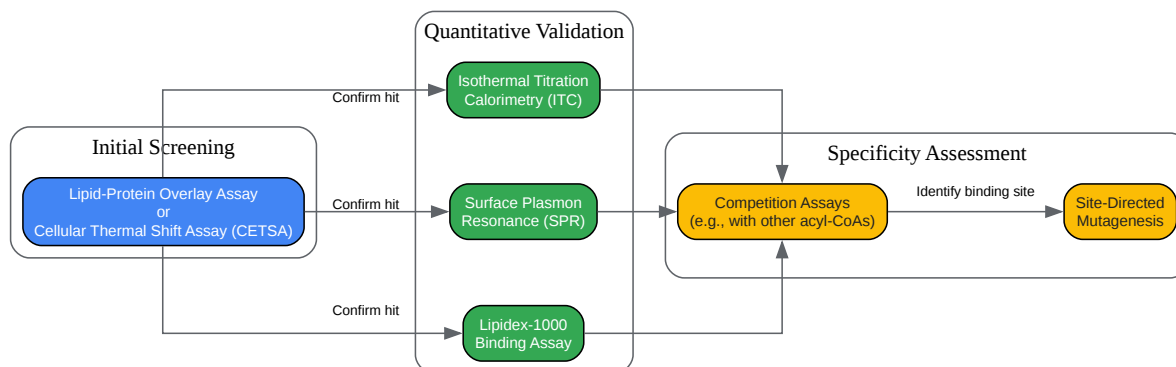 Quantitative Validation
Isothermal Titration
Calorimetry (ITC)
Confirm hit
Initial Screening
Lipid-Protein Overlay Assay
or
Cellular Thermal Shift Assay (CETSA)
Confirm hit
Surface Plasmon
Resonance (SPR)
Specificity Assessment
Competition Assays
(e.g., with other acyl-CoAs)
Identify binding site
Site-Directed
Mutagenesis
Confirm hit
Lipidex-1000
Binding Assay